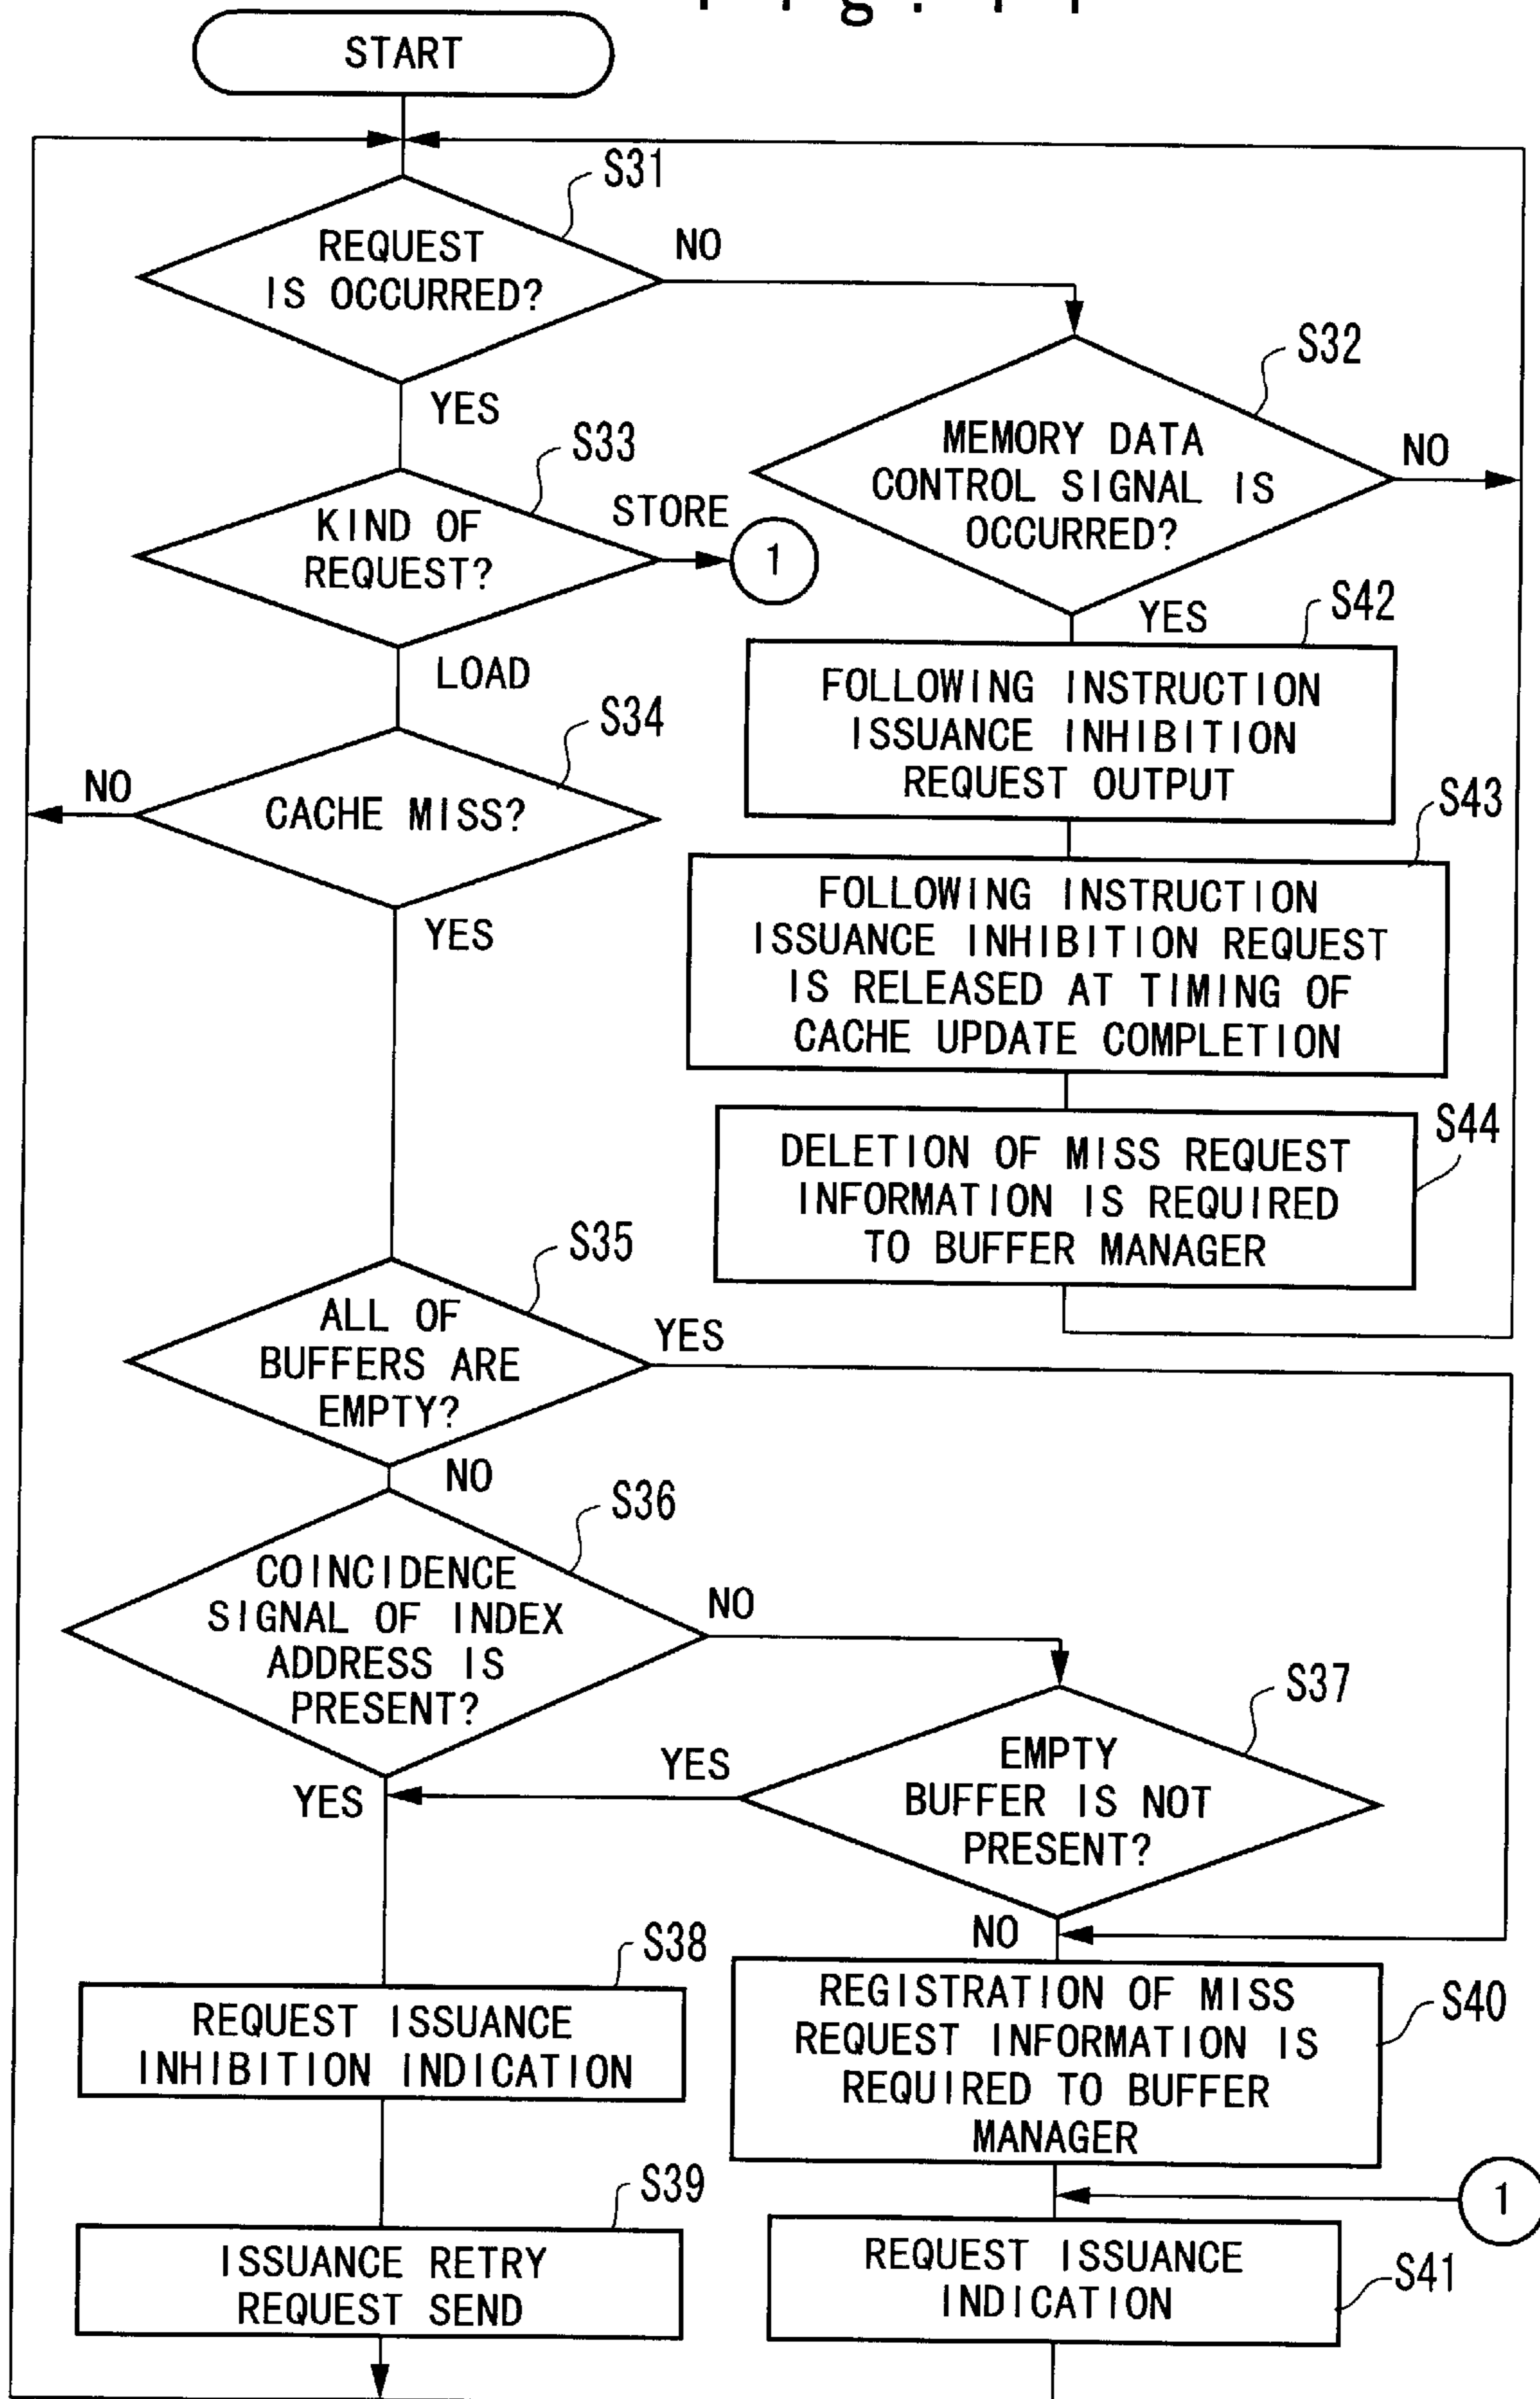 START
S31
REQUEST
IS OCCURRED?
NO
YES
S32
MEMORY DATA
CONTROL SIGNAL IS
OCCURRED?
NO
YES
S33
KIND OF
REQUEST?
STORE
1
LOAD
S34
CACHE MISS?
NO
YES
S42
FOLLOWING INSTRUCTION
ISSUANCE INHIBITION
REQUEST OUTPUT
S43
FOLLOWING INSTRUCTION
ISSUANCE INHIBITION REQUEST
IS RELEASED AT TIMING OF
CACHE UPDATE COMPLETION
S44
DELETION OF MISS REQUEST
INFORMATION IS REQUIRED
TO BUFFER MANAGER
S35
ALL OF
BUFFERS ARE
EMPTY?
YES
NO
S36
COINCIDENCE
SIGNAL OF INDEX
ADDRESS IS
PRESENT?
NO
YES
S37
EMPTY
BUFFER IS NOT
PRESENT?
YES
NO
S38
REQUEST ISSUANCE
INHIBITION INDICATION
S40
REGISTRATION OF MISS
REQUEST INFORMATION IS
REQUIRED TO BUFFER
MANAGER
1
S39
ISSUANCE RETRY
REQUEST SEND
S41
REQUEST ISSUANCE
INDICATION